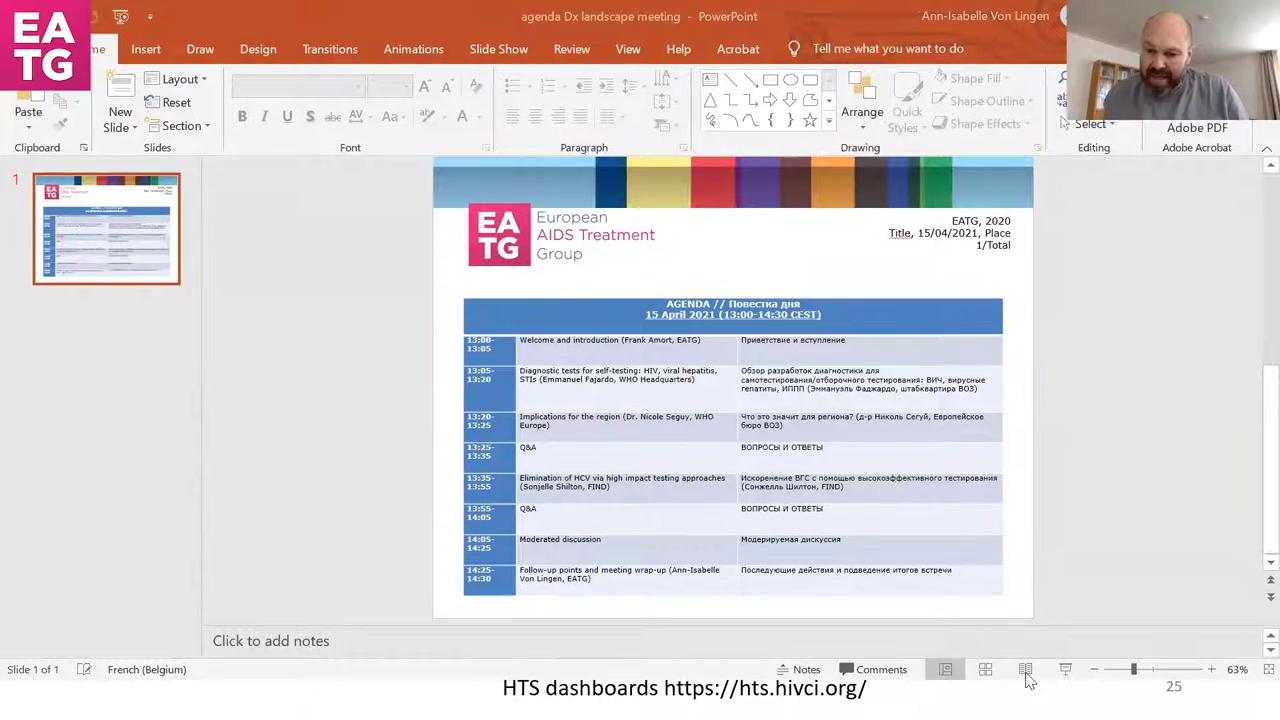 EA
TG
agenda Dx landscape meeting - PowerPoint
Ann-Isabelle Von Lingen
me
Insert
Draw
Design
Transitions
Animations
Slide Show
Review
View
Help
Acrobat
Tell me what you want to do
Paste
New
Slide
Layout
Reset
Section
B I U S abc AV Aa A
Arrange
Quick
Styles
Shape Fill
Shape Outline
Shape Effects
Select
Adobe PDF
Clipboard
Slides
Font
Paragraph
Drawing
Editing
Adobe Acrobat
1
EA
TG
European
AIDS Treatment
Group
EATG, 2020
Title, 15/04/2021, Place
1/Total
AGENDA // Повестка дня
15 April 2021 (13:00-14:30 CEST)
13:00-
13:05
Welcome and introduction (Frank Amort, EATG)
Приветствие и вступление
13:05-
13:20
Diagnostic tests for self-testing: HIV, viral hepatitis,
STIs (Emmanuel Fajardo, WHO Headquarters)
Обзор разработок диагностики для
самотестирования/отборочного тестирования: ВИЧ, вирусные
гепатиты, ИППП (Эммануэль Фаджардо, штабквартира ВОЗ)
13:20-
13:25
Implications for the region (Dr. Nicole Seguy, WHO
Europe)
Что это значит для региона? (д-р Николь Сегуй, Европейское
бюро ВОЗ)
13:25-
13:35
Q&A
ВОПРОСЫ И ОТВЕТЫ
13:35-
13:55
Elimination of HCV via high impact testing approaches
(Sonjelle Shilton, FIND)
Искоренение ВГС с помощью высокоэффективного тестирования
(Сонжелль Шилтон, FIND)
13:55-
14:05
Q&A
ВОПРОСЫ И ОТВЕТЫ
14:05-
14:25
Moderated discussion
Модерируемая дискуссия
14:25-
14:30
Follow-up points and meeting wrap-up (Ann-Isabelle
Von Lingen, EATG)
Последующие действия и подведение итогов встречи
Click to add notes
Slide 1 of 1
French (Belgium)
Notes
Comments
63%
HTS dashboards https://hts.hivci.org/
25